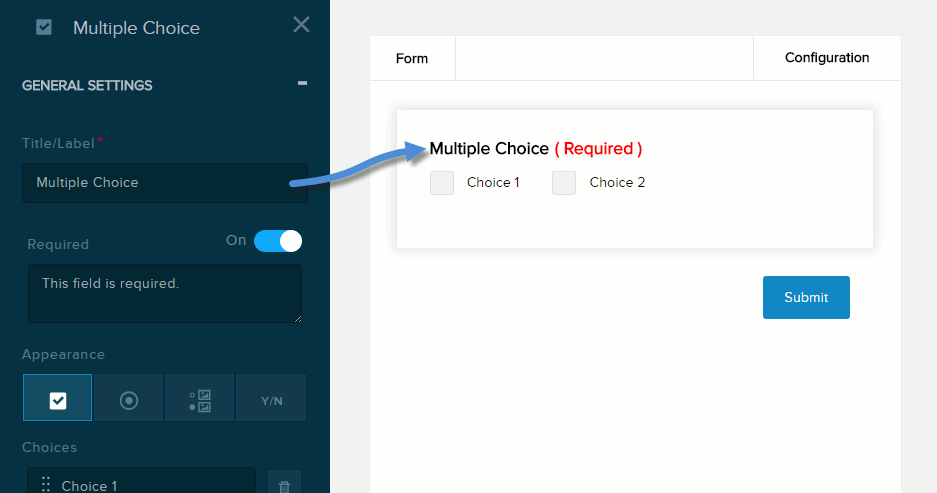 Multiple Choice
GENERAL SETTINGS
Title/Label*
Multiple Choice
Required On
This field is required.
Appearance
Y/N
Choices
Choice 1
Form
Configuration
Multiple Choice ( Required )
Choice 1 Choice 2
Submit